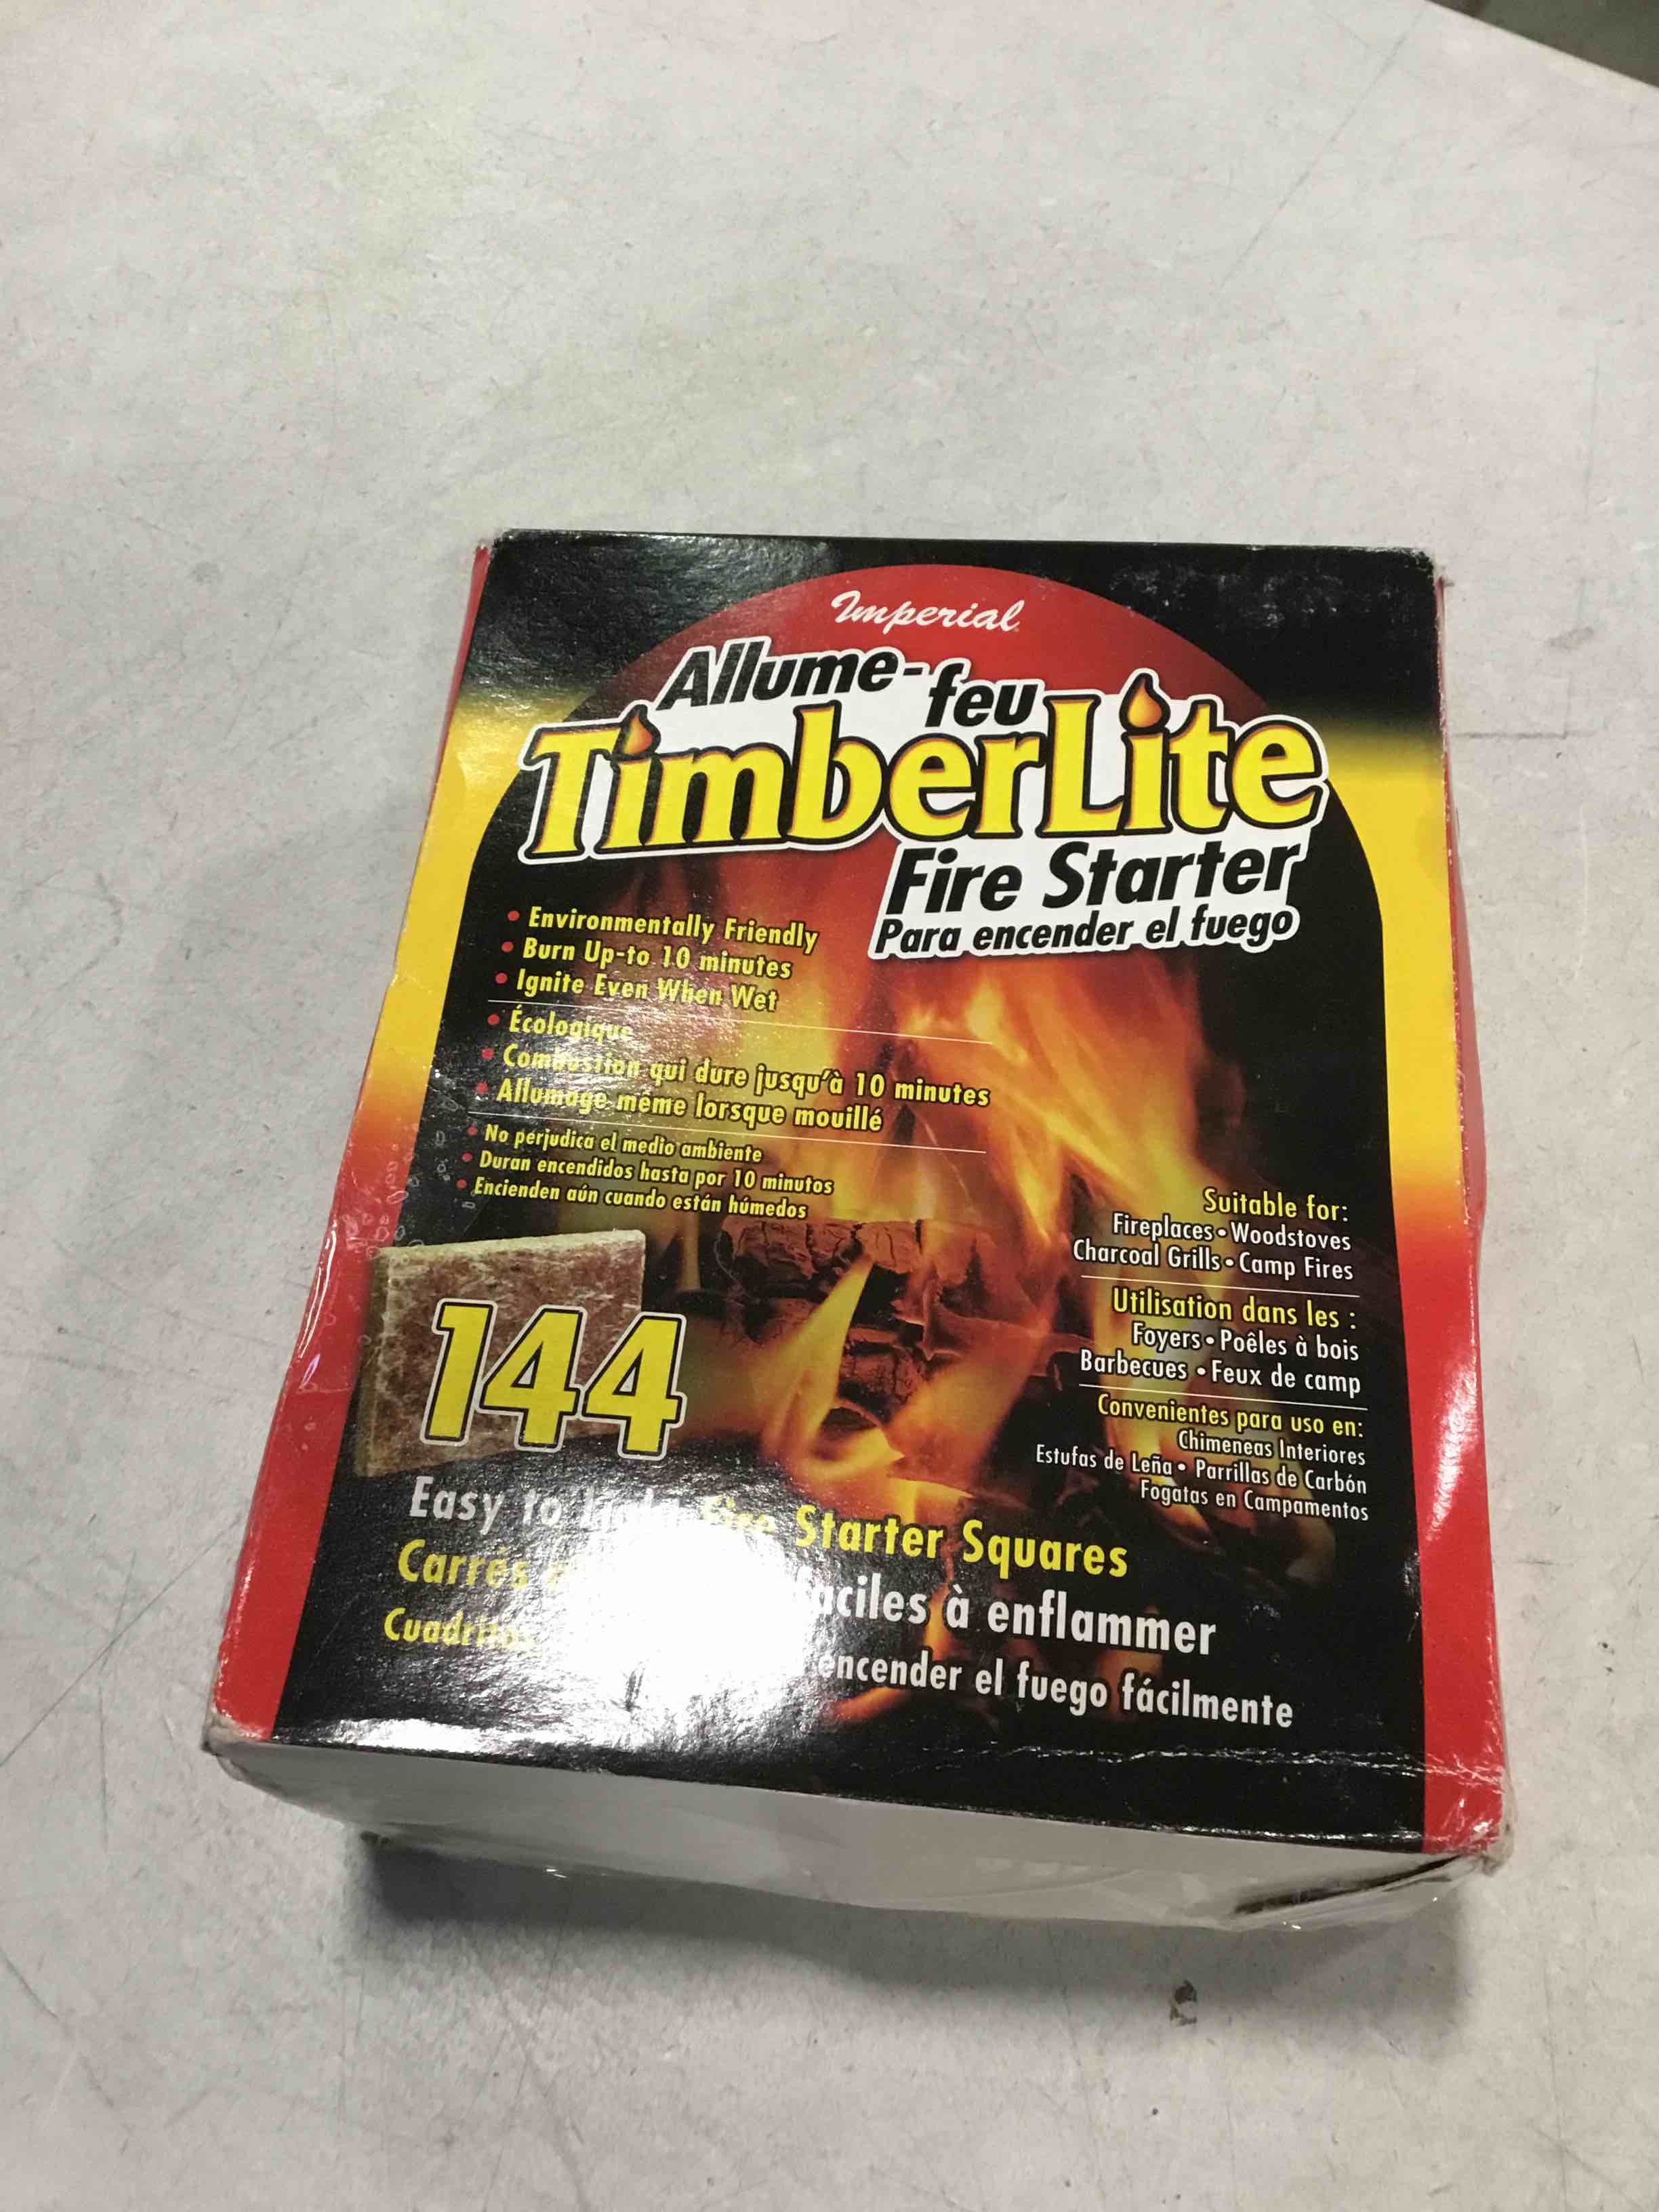 Imperial
Allume-feu
TimberLite
Fire Starter
Para encender el fuego
• Environmentally Friendly
• Burn Up-to 10 minutes
• Ignite Even When Wet
• Écologique
• Combustion qui dure jusqu'à 10 minutes
• Allumage même lorsque mouillé
• No perjudica el medio ambiente
• Duran encendidos hasta por 10 minutos
• Encienden aún cuando están húmedos
Suitable for:
Fireplaces • Woodstoves
Charcoal Grills • Camp Fires
Utilisation dans les :
Foyers • Poêles à bois
Barbecues • Feux de camp
Convenientes para uso en:
Chimeneas Interiores
Estufas de Leña • Parrillas de Carbón
Fogatas en Campamentos
144
Easy to Light Fire Starter Squares
Carrés faciles à enflammer
encender el fuego fácilmente